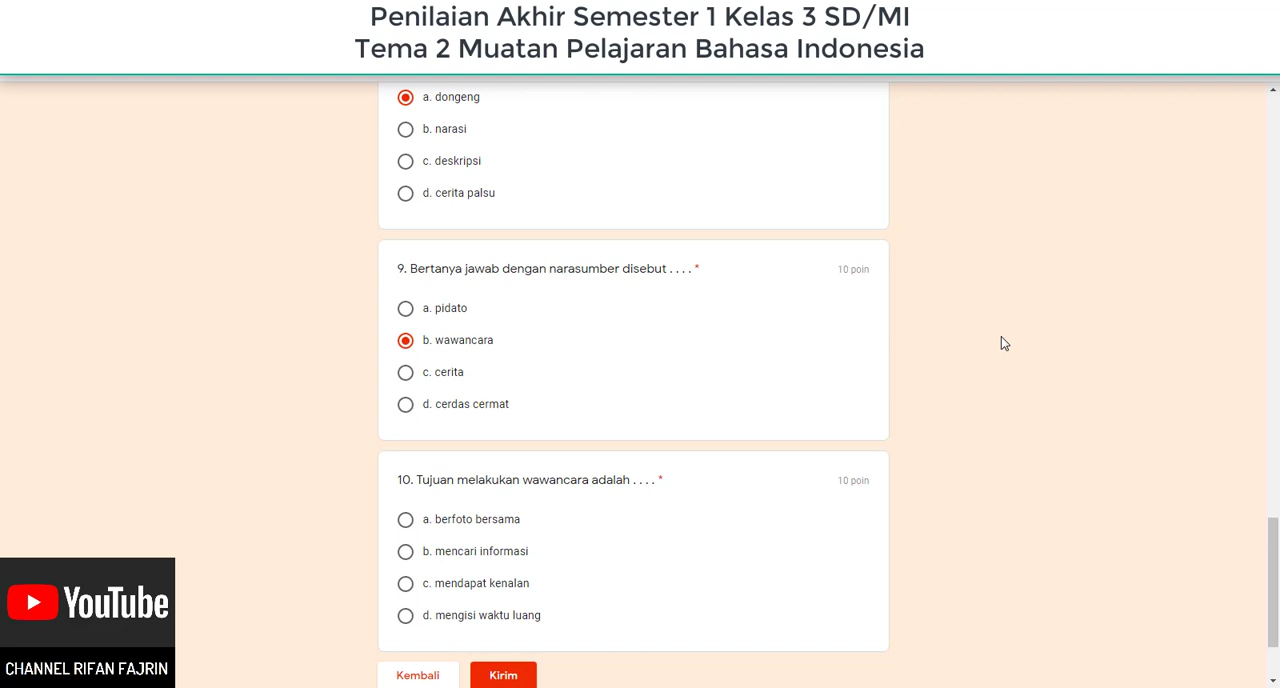 Penilaian Akhir Semester 1 Kelas 3 SD/MI
Tema 2 Muatan Pelajaran Bahasa Indonesia
a. dongeng
b. narasi
c. deskripsi
d. cerita palsu
9. Bertanya jawab dengan narasumber disebut . . . . *
10 poin
a. pidato
b. wawancara
c. cerita
d. cerdas cermat
10. Tujuan melakukan wawancara adalah . . . . *
10 poin
a. berfoto bersama
b. mencari informasi
c. mendapat kenalan
d. mengisi waktu luang
Kembali
Kirim
YouTube
CHANNEL RIFAN FAJRIN